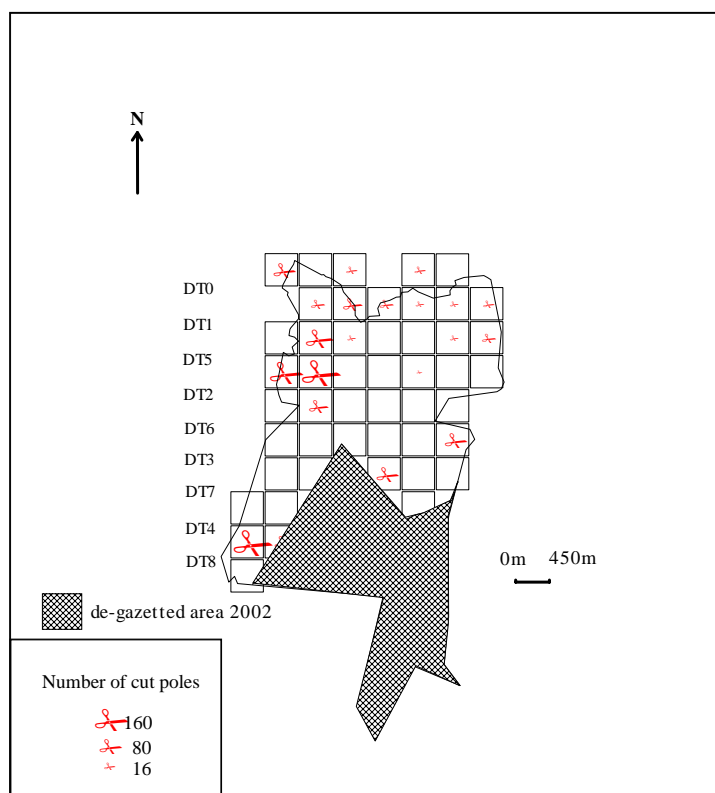 N
DT0
DT1
DT5
DT2
DT6
DT3
DT7
DT4
DT8
0m 450m
de-gazetted area 2002
Number of cut poles
160
80
16